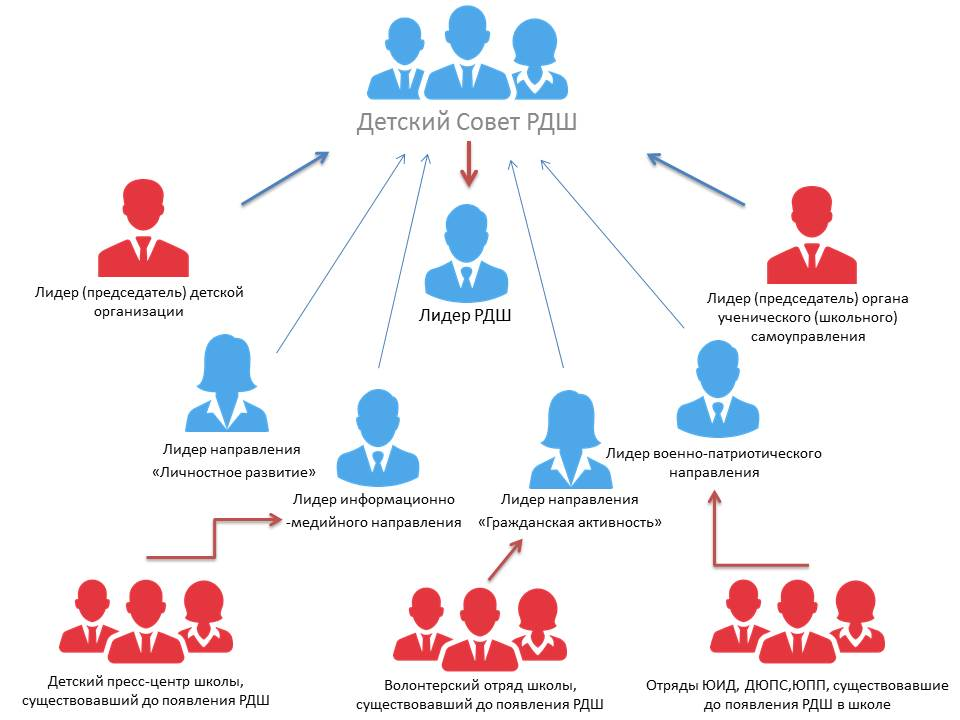 Детский Совет РДШ
Лидер (председатель) детской
организации
Лидер РДШ
Лидер (председатель) органа
ученического (школьного)
самоуправления
Лидер направления
«Личностное развитие»
Лидер информационно
-медийного направления
Лидер направления
«Гражданская активность»
Лидер военно-патриотического
направления
Детский пресс-центр школы,
существовавший до появления РДШ
Волонтерский отряд школы,
существовавший до появления РДШ
Отряды ЮИД, ДЮПС,ЮПП, существовавшие
до появления РДШ в школе